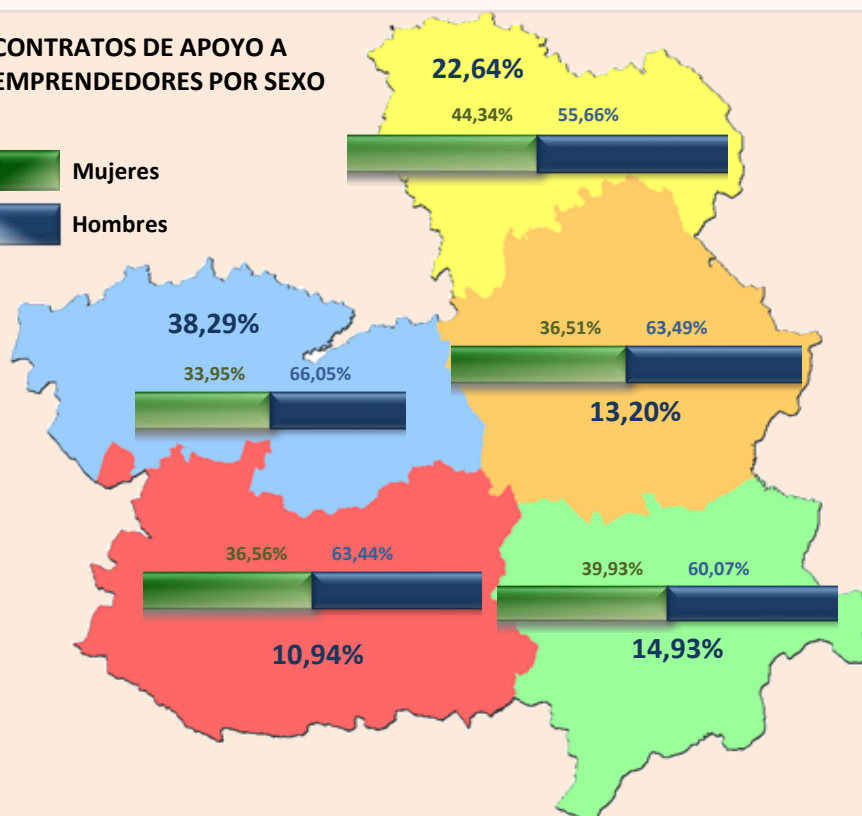 CONTRATOS DE APOYO A
EMPRENDEDORES POR SEXO
Mujeres
Hombres
22,64%
44,34% 55,66%
38,29%
33,95% 66,05%
36,51% 63,49%
13,20%
36,56% 63,44%
10,94%
39,93% 60,07%
14,93%